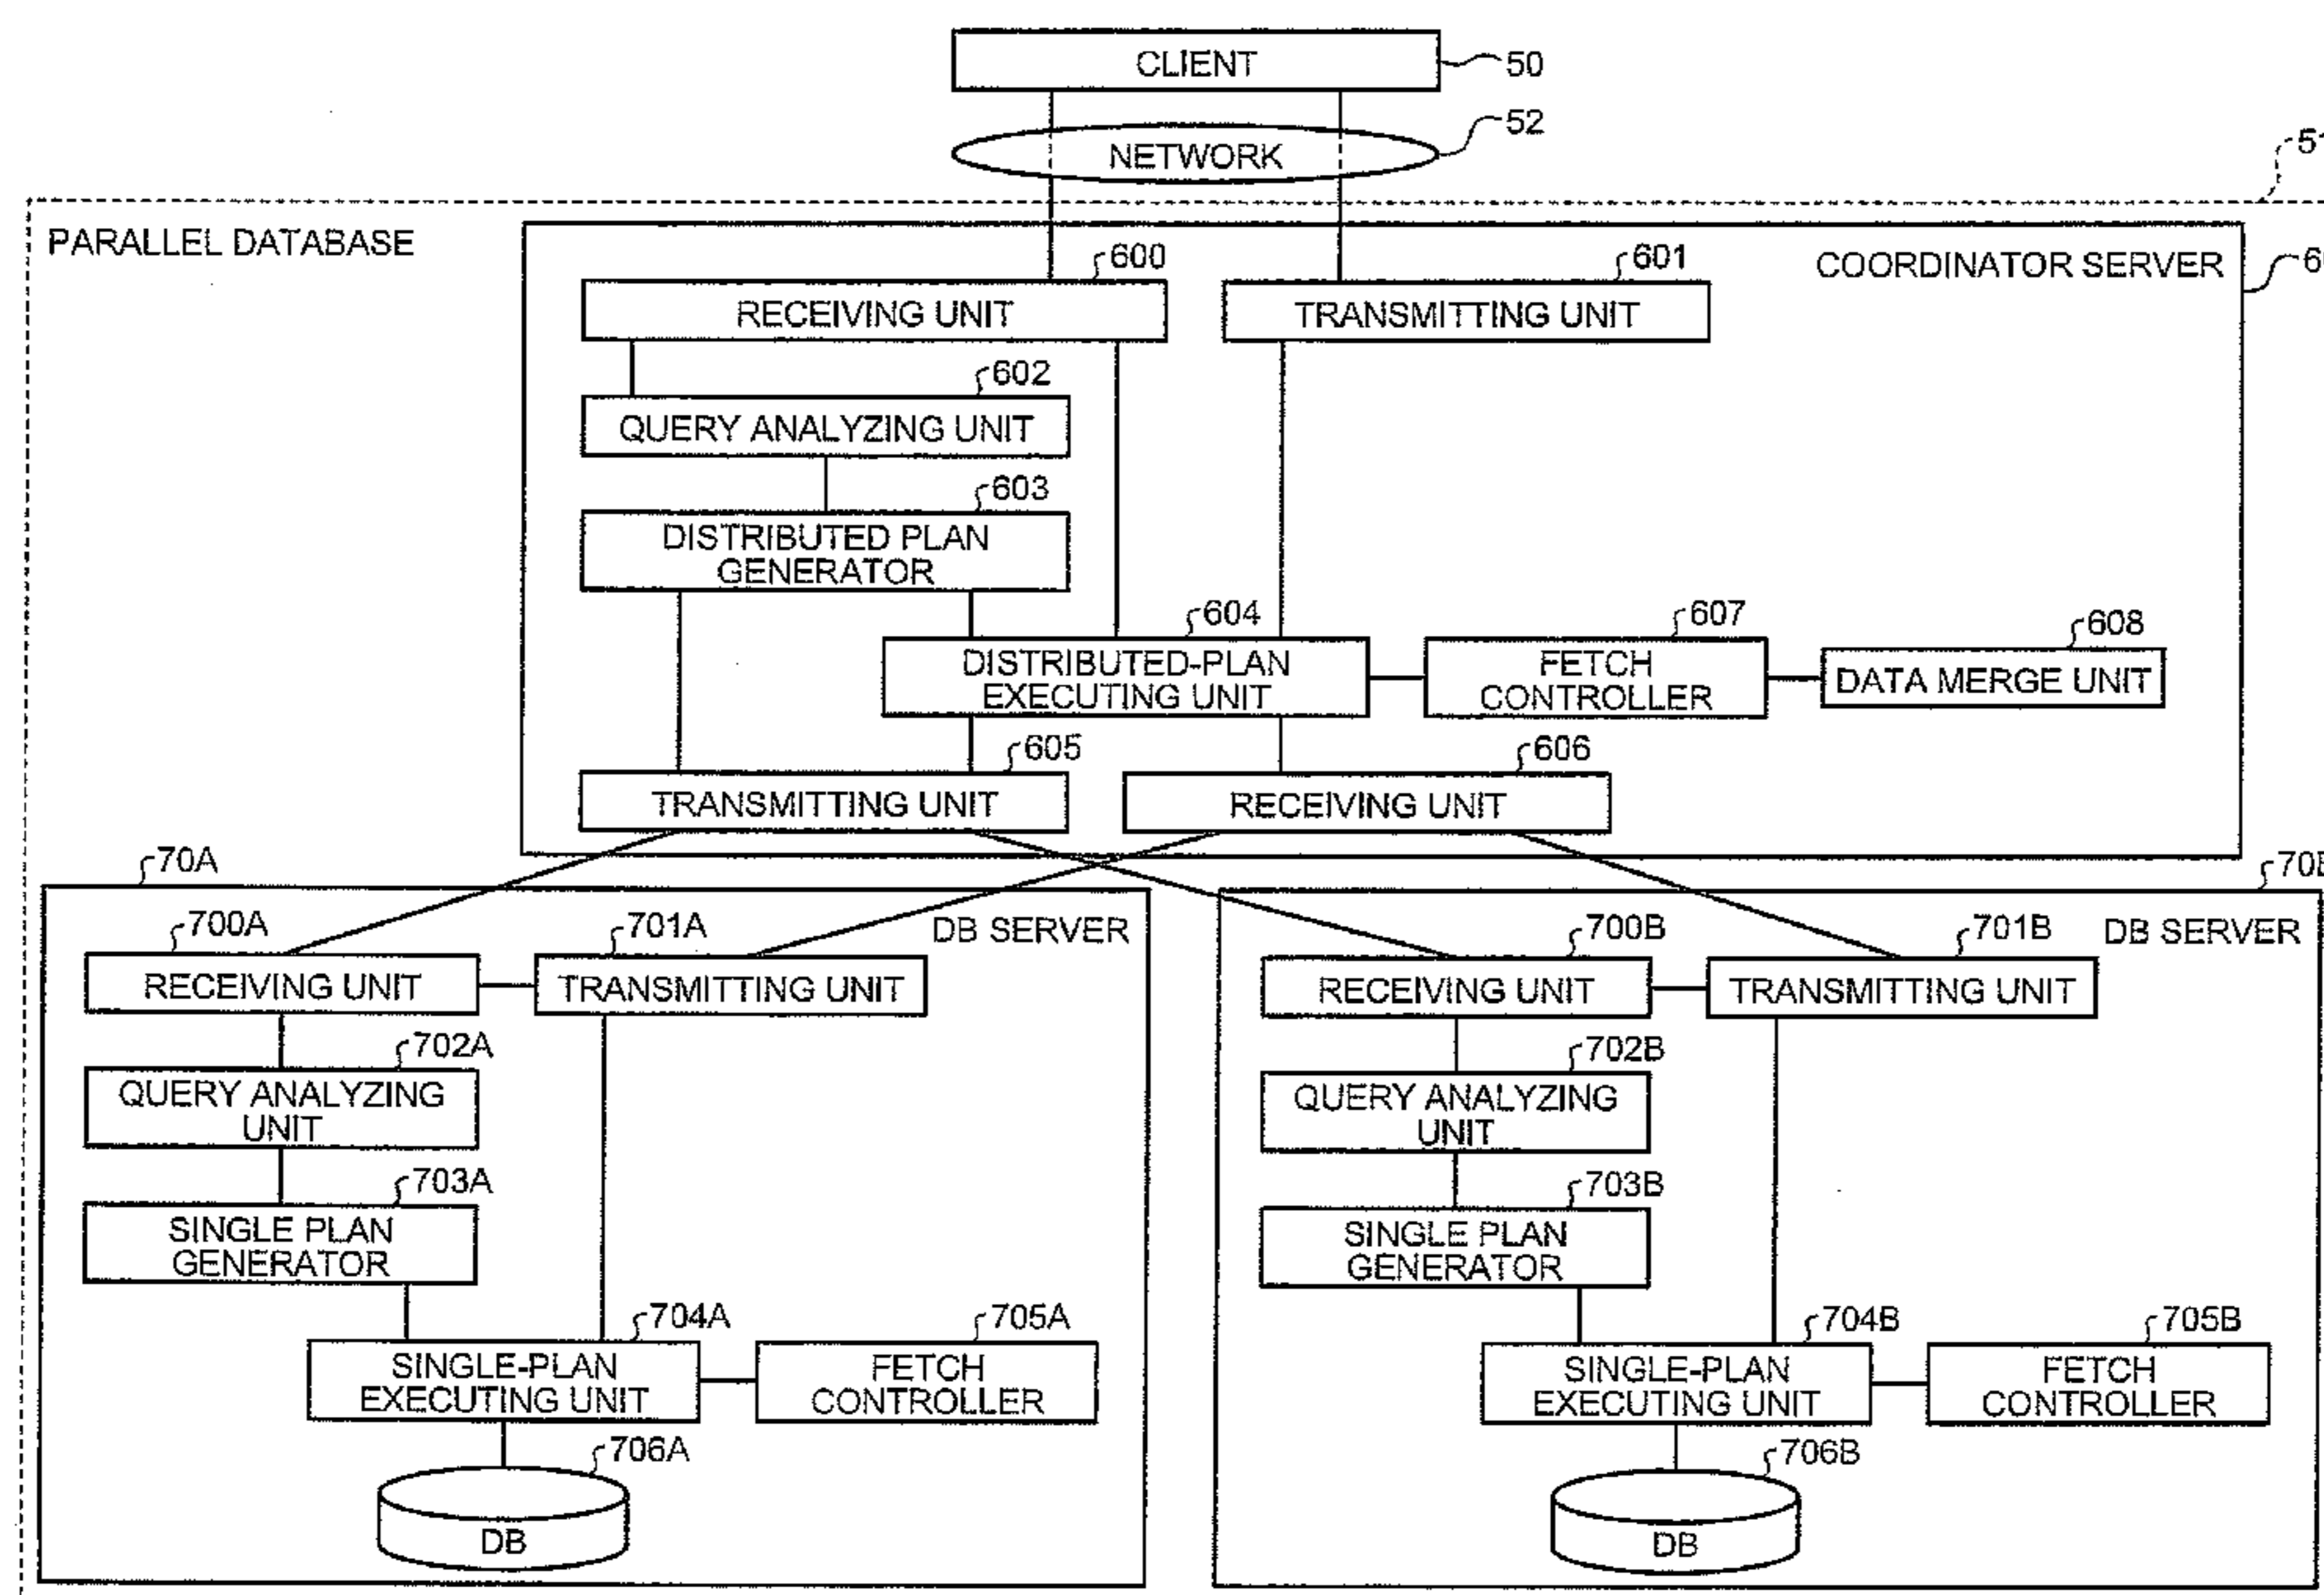 CLIENT
50
NETWORK
52
51
PARALLEL DATABASE
COORDINATOR SERVER
600
601
RECEIVING UNIT
TRANSMITTING UNIT
602
QUERY ANALYZING UNIT
603
DISTRIBUTED PLAN
GENERATOR
604
607
608
DISTRIBUTED-PLAN
EXECUTING UNIT
FETCH
CONTROLLER
DATA MERGE UNIT
605
606
TRANSMITTING UNIT
RECEIVING UNIT
70A
DB SERVER
700A
701A
RECEIVING UNIT
TRANSMITTING UNIT
702A
QUERY ANALYZING
UNIT
703A
SINGLE PLAN
GENERATOR
704A
705A
SINGLE-PLAN
EXECUTING UNIT
FETCH
CONTROLLER
706A
DB
DB SERVER
700B
701B
RECEIVING UNIT
TRANSMITTING UNIT
702B
QUERY ANALYZING
UNIT
703B
SINGLE PLAN
GENERATOR
704B
705B
SINGLE-PLAN
EXECUTING UNIT
FETCH
CONTROLLER
706B
DB